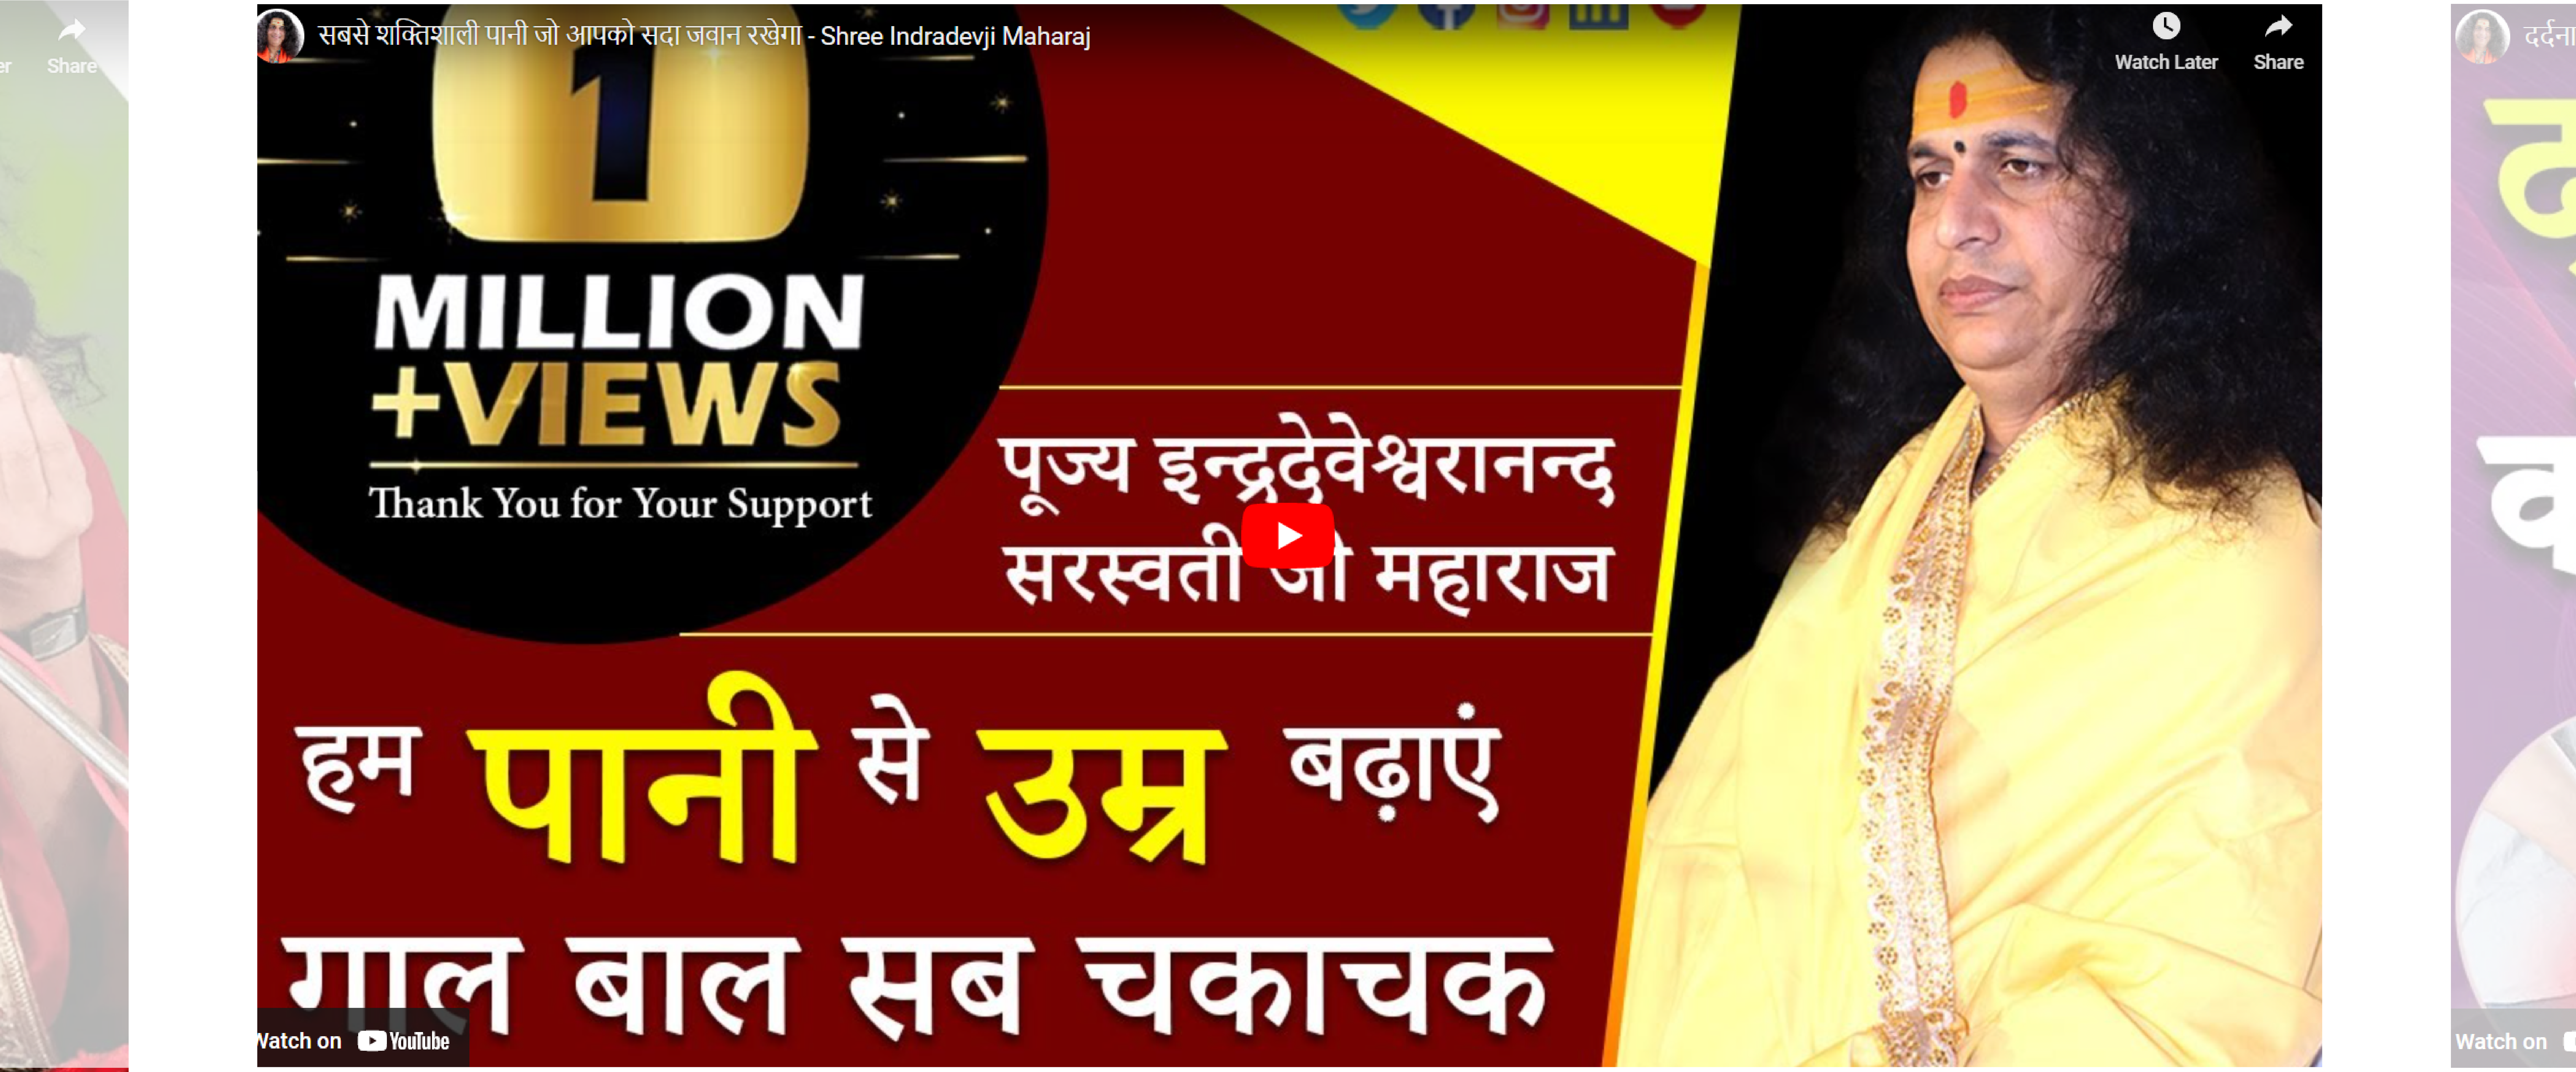 Share
सबसे शक्तिशाली पानी जो आपको सदा जवान रखेगा - Shree Indradevji Maharaj
Watch Later
Share
1
MILLION
+VIEWS
Thank You for Your Support
पूज्य इन्द्रदेवेश्वरानन्द
सरस्वती जी महाराज
हम पानी से उम्र बढ़ाएं
गाल बाल सब चकाचक
Watch on YouTube
Watch on